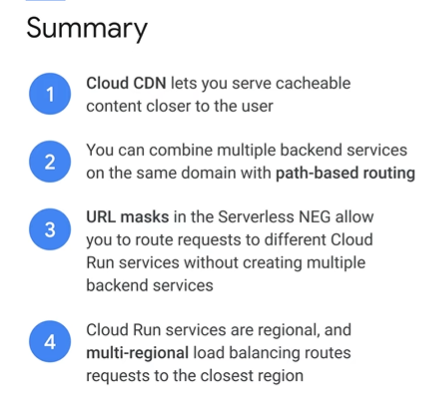 Summary
1
Cloud CDN lets you serve cacheable
content closer to the user
2
You can combine multiple backend services
on the same domain with path-based routing
3
URL masks in the Serverless NEG allow
you to route requests to different Cloud
Run services without creating multiple
backend services
4
Cloud Run services are regional, and
multi-regional load balancing routes
requests to the closest region